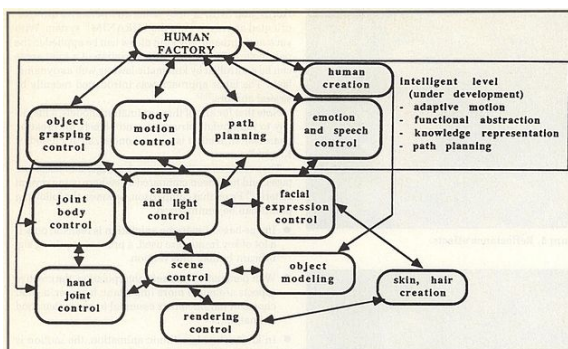 HUMAN
FACTORY
human
creation
Intelligent level
(under development)
- adaptive motion
- functional abstraction
- knowledge representation
- path planning
object
grasping
control
body
motion
control
path
planning
emotion
and speech
control
joint
body
control
camera
and light
control
facial
expression
control
hand
joint
control
scene
control
object
modeling
skin, hair
creation
rendering
control